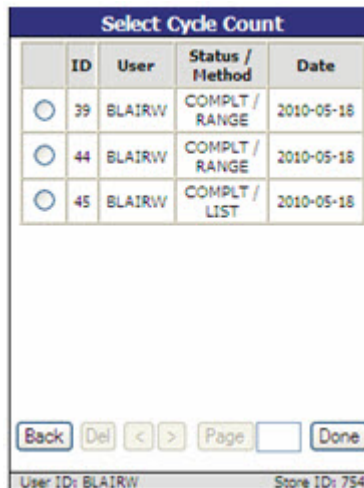 Select Cycle Count
ID User Status / Method Date
39 BLAIRW COMPLT / RANGE 2010-05-18
44 BLAIRW COMPLT / RANGE 2010-05-18
45 BLAIRW COMPLT / LIST 2010-05-18
Back Del < > Page Done
User ID: BLAIRW Store ID: 754